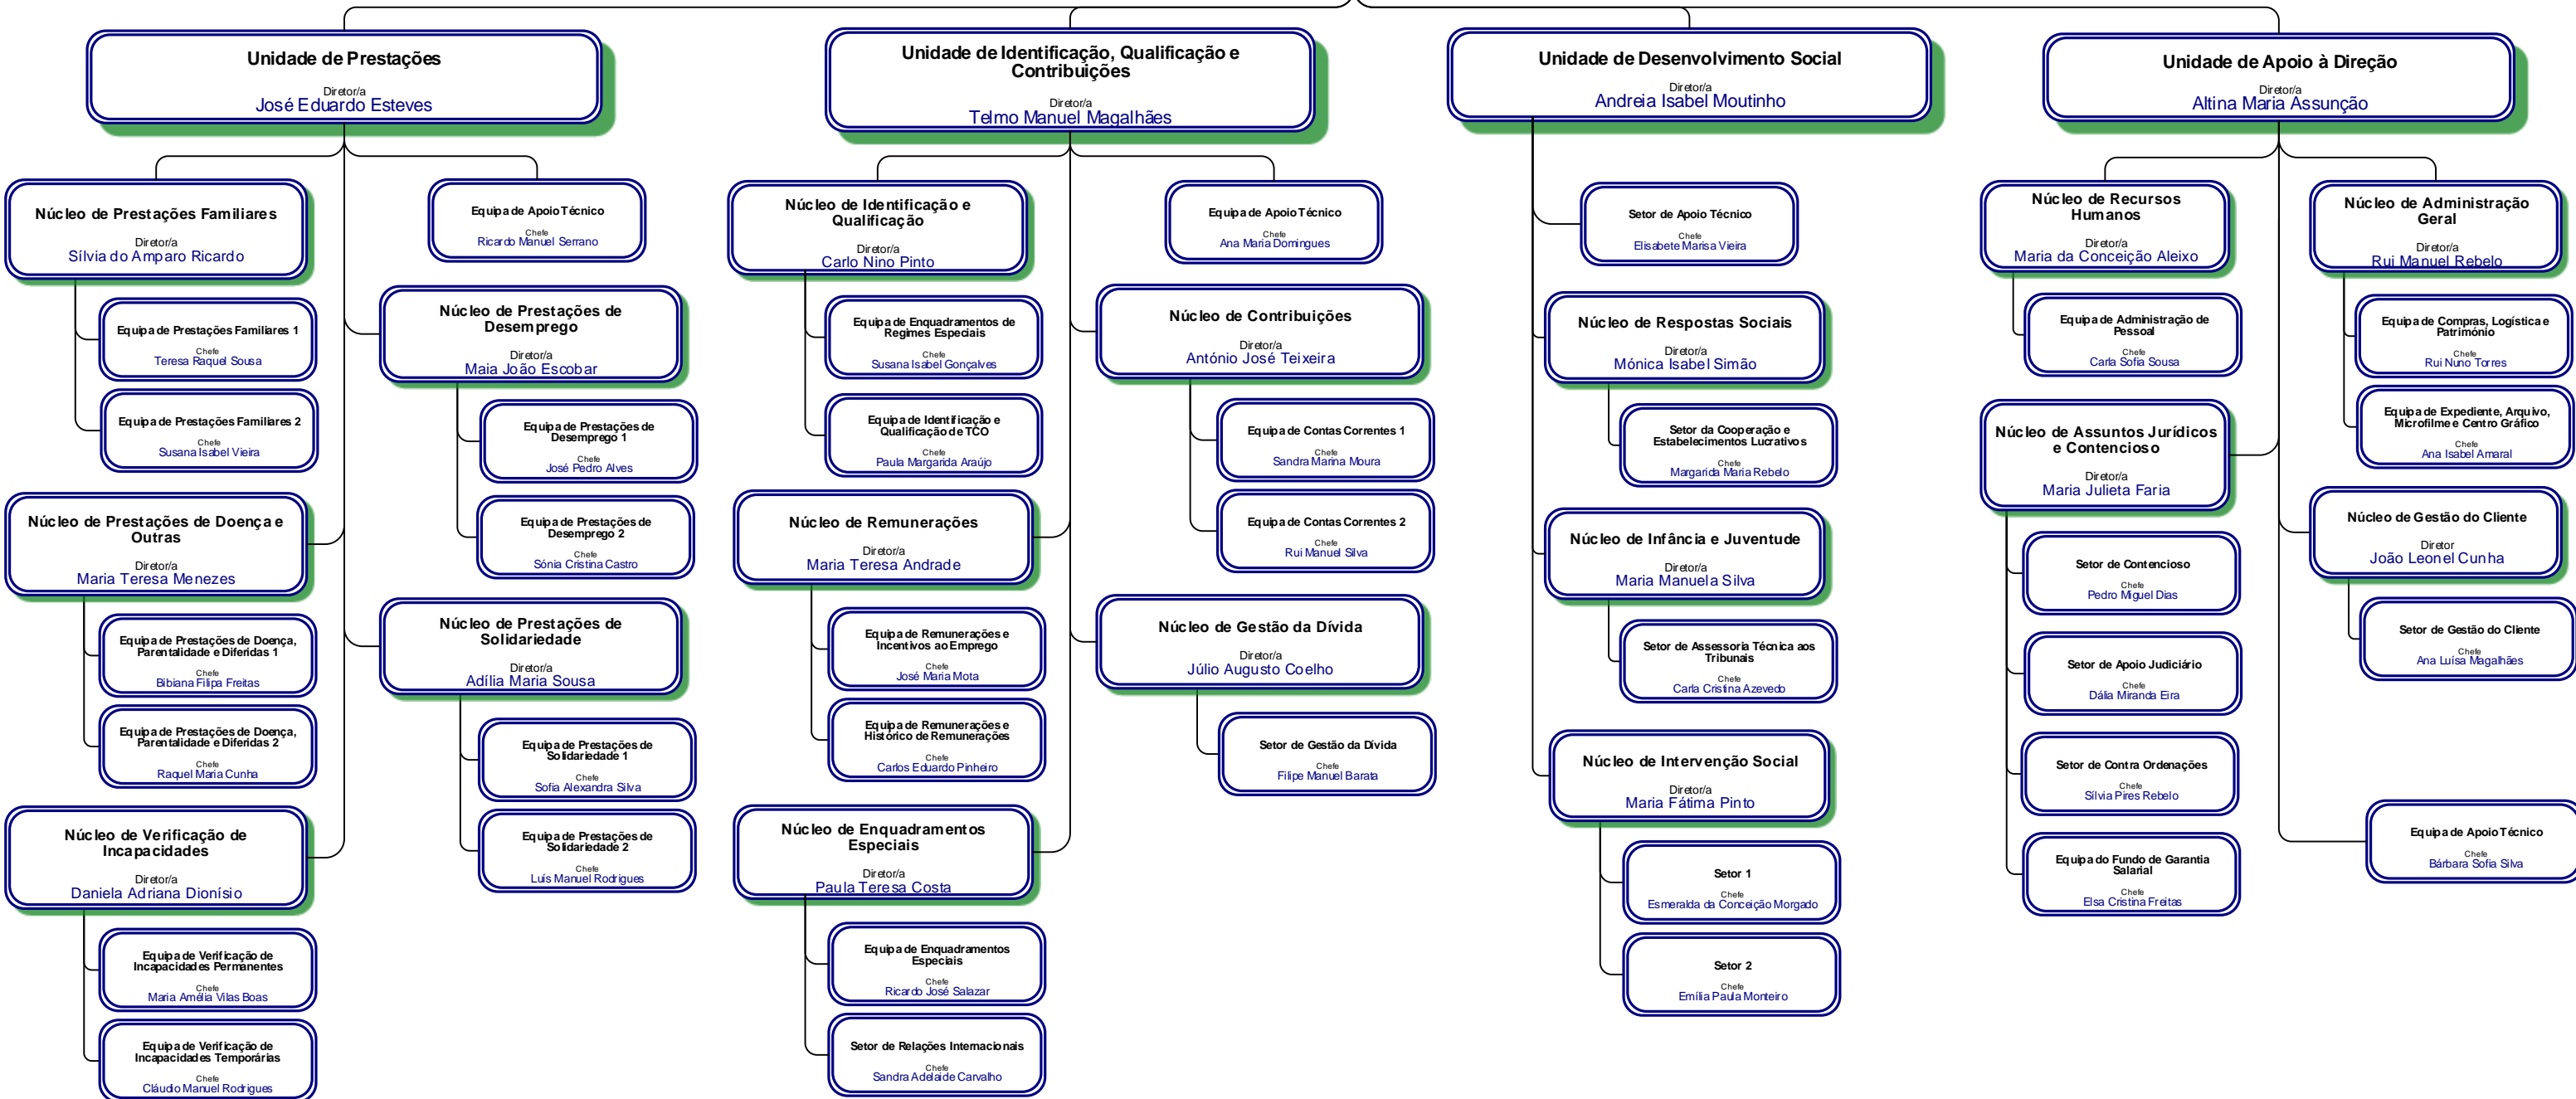 Unidade de Prestações
Diretor/a
José Eduardo Esteves
Núcleo de Prestações Familiares
Diretor/a
Sílvia do Amparo Ricardo
Equipa de Prestações Familiares 1
Chefe
Teresa Raquel Sousa
Equipa de Prestações Familiares 2
Chefe
Susana Isabel Vieira
Núcleo de Prestações de Doença e
Outras
Diretor/a
Maria Teresa Menezes
Equipa de Prestações de Doença,
Parentalidade e Diferidas 1
Chefe
Bibiana Filipa Freitas
Equipa de Prestações de Doença,
Parentalidade e Diferidas 2
Chefe
Raquel Maria Cunha
Núcleo de Verificação de
Incapacidades
Diretor/a
Daniela Adriana Dionísio
Equipa de Verificação de
Incapacidades Permanentes
Chefe
Maria Amélia Vilas Boas
Equipa de Verificação de
Incapacidades Temporárias
Chefe
Cláudio Manuel Rodrigues
Equipa de Apoio Técnico
Chefe
Ricardo Manuel Serrano
Núcleo de Prestações de
Desemprego
Diretor/a
Maia João Escobar
Equipa de Prestações de
Desemprego 1
Chefe
José Pedro Alves
Equipa de Prestações de
Desemprego 2
Chefe
Sónia Cristina Castro
Núcleo de Prestações de
Solidariedade
Diretor/a
Adília Maria Sousa
Equipa de Prestações de
Solidariedade 1
Chefe
Sofia Alexandra Silva
Equipa de Prestações de
Solidariedade 2
Chefe
Luís Manuel Rodrigues
Unidade de Identificação, Qualificação e
Contribuições
Diretor/a
Telmo Manuel Magalhães
Núcleo de Identificação e
Qualificação
Diretor/a
Carlo Nino Pinto
Equipa de Enquadramentos de
Regimes Especiais
Chefe
Susana Isabel Gonçalves
Equipa de Identificação e
Qualificação de TCO
Chefe
Paula Margarida Araújo
Núcleo de Remunerações
Diretor/a
Maria Teresa Andrade
Equipa de Remunerações e
Incentivos ao Emprego
Chefe
José Maria Mota
Equipa de Remunerações e
Histórico de Remunerações
Chefe
Carlos Eduardo Pinheiro
Núcleo de Enquadramentos
Especiais
Diretor/a
Paula Teresa Costa
Equipa de Enquadramentos
Especiais
Chefe
Ricardo José Salazar
Setor de Relações Internacionais
Chefe
Sandra Adelaide Carvalho
Equipa de Apoio Técnico
Chefe
Ana Maria Domingues
Núcleo de Contribuições
Diretor/a
António José Teixeira
Equipa de Contas Correntes 1
Chefe
Sandra Marina Moura
Equipa de Contas Correntes 2
Chefe
Rui Manuel Silva
Núcleo de Gestão da Dívida
Diretor/a
Júlio Augusto Coelho
Setor de Gestão da Dívida
Chefe
Filipe Manuel Barata
Unidade de Desenvolvimento Social
Diretor/a
Andreia Isabel Moutinho
Setor de Apoio Técnico
Chefe
Elisabete Marisa Vieira
Núcleo de Respostas Sociais
Diretor/a
Mónica Isabel Simão
Setor da Cooperação e
Estabelecimentos Lucrativos
Chefe
Margarida Maria Rebelo
Núcleo de Infância e Juventude
Diretor/a
Maria Manuela Silva
Setor de Assessoria Técnica aos
Tribunais
Chefe
Carla Cristina Azevedo
Núcleo de Intervenção Social
Diretor/a
Maria Fátima Pinto
Setor 1
Chefe
Esmeralda da Conceição Morgado
Setor 2
Chefe
Emília Paula Monteiro
Unidade de Apoio à Direção
Diretor/a
Altina Maria Assunção
Núcleo de Recursos
Humanos
Diretor/a
Maria da Conceição Aleixo
Equipa de Administração de
Pessoal
Chefe
Carla Sofia Sousa
Núcleo de Assuntos Jurídicos
e Contencioso
Diretor/a
Maria Julieta Faria
Setor de Contencioso
Chefe
Pedro Miguel Dias
Setor de Apoio Judiciário
Chefe
Dália Miranda Eira
Setor de Contra Ordenações
Chefe
Sílvia Pires Rebelo
Equipa do Fundo de Garantia
Salarial
Chefe
Elsa Cristina Freitas
Núcleo de Administração
Geral
Diretor/a
Rui Manuel Rebelo
Equipa de Compras, Logística e
Património
Chefe
Rui Nuno Torres
Equipa de Expediente, Arquivo,
Microfilme e Centro Gráfico
Chefe
Ana Isabel Amaral
Núcleo de Gestão do Cliente
Diretor
João Leonel Cunha
Setor de Gestão do Cliente
Chefe
Ana Luísa Magalhães
Equipa de Apoio Técnico
Chefe
Bárbara Sofia Silva